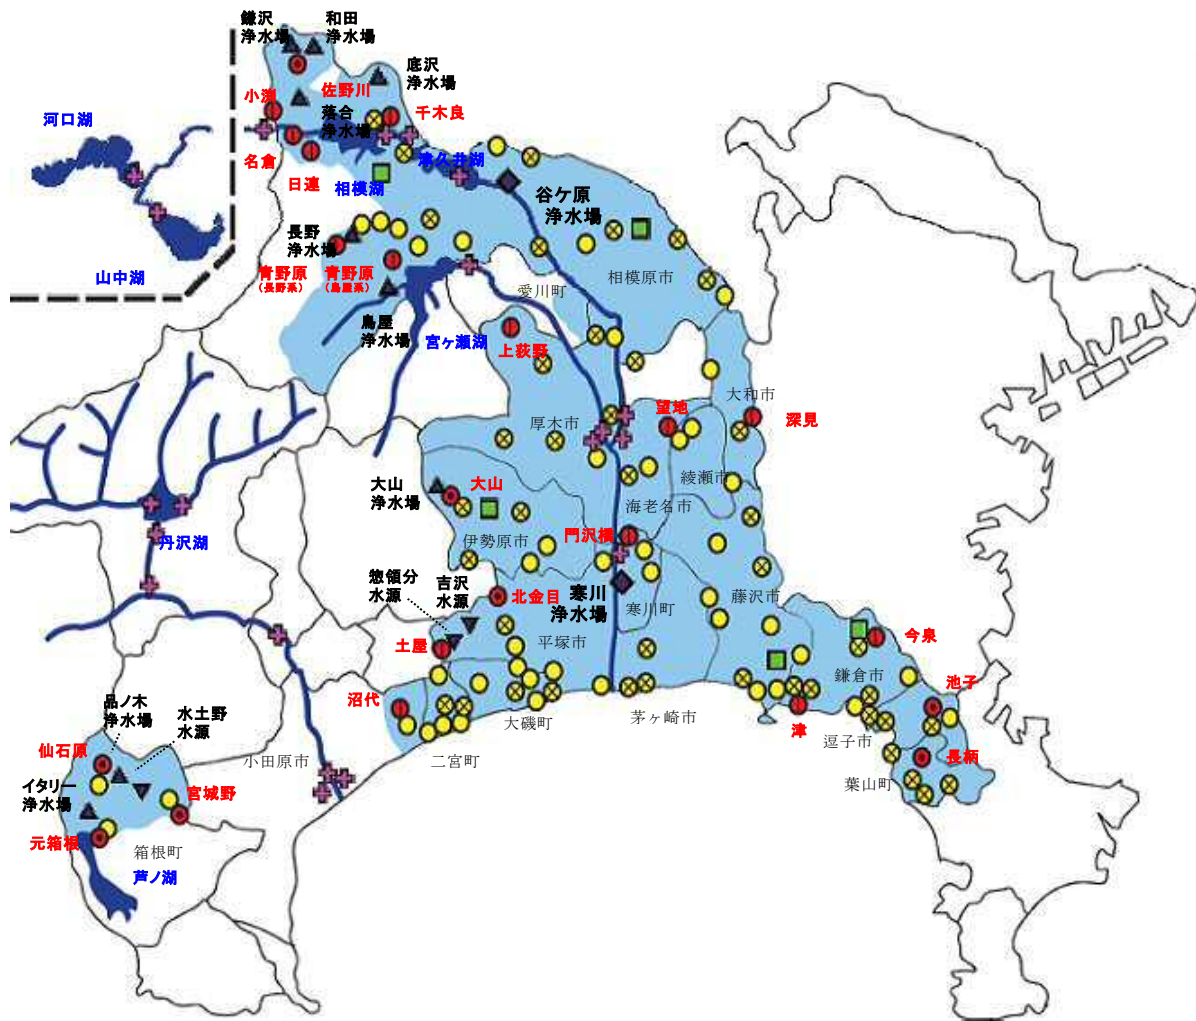 鎌沢
浄水場
和田
浄水場
底沢
浄水場
小渕
佐野川
落合
浄水場
千木良
河口湖
名倉
日連
相模湖
津久井湖
谷ケ原
浄水場
長野
浄水場
青野原
（長野系）
青野原
（鳥屋系）
相模原市
山中湖
愛川町
鳥屋
浄水場
宮ヶ瀬湖
上荻野
大和市
厚木市
望地
深見
大山
浄水場
大山
綾瀬市
海老名市
伊勢原市
門沢橋
丹沢湖
惣領分
水源
吉沢
水源
北金目
寒川
浄水場
寒川町
藤沢市
土屋
平塚市
今泉
鎌倉市
池子
品ノ木
浄水場
水土野
水源
沼代
大磯町
茅ヶ崎市
津
逗子市
仙石原
小田原市
二宮町
長柄
葉山町
イタリー
浄水場
宮城野
元箱根
箱根町
芦ノ湖